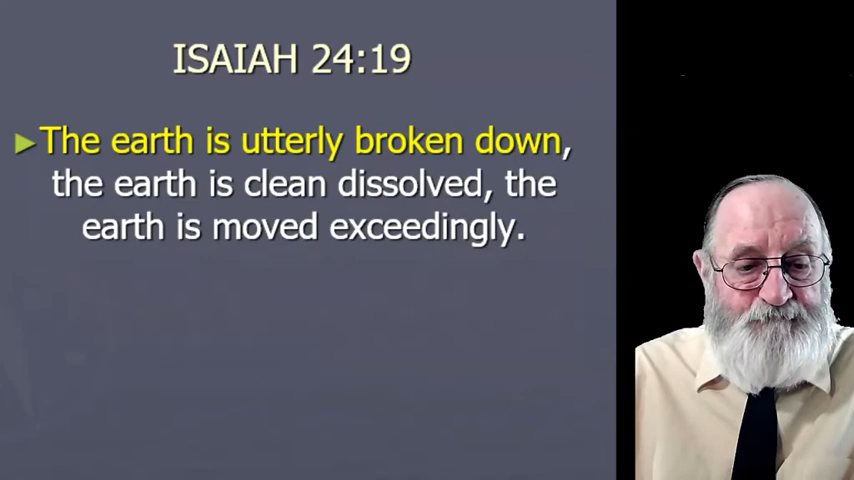 ISAIAH 24:19
►The earth is utterly broken down,
the earth is clean dissolved, the
earth is moved exceedingly.